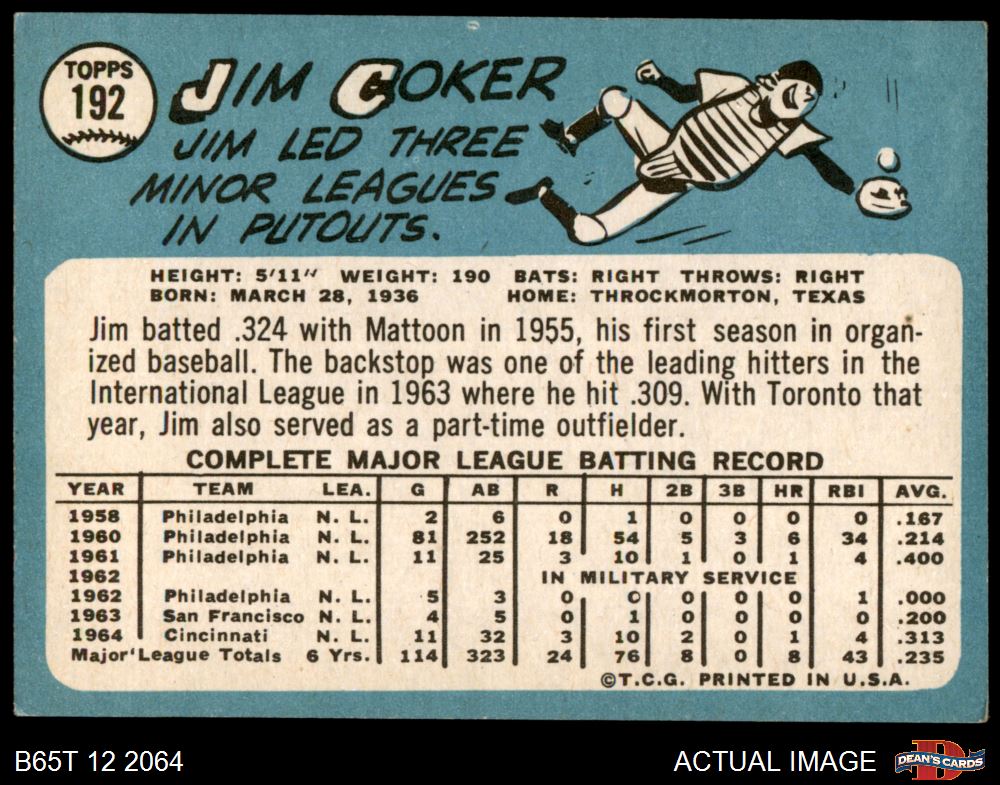 TOPPS
192
JIM COKER
JIM LED THREE
MINOR LEAGUES
IN PUTOUTS.
HEIGHT: 5'11" WEIGHT: 190 BATS: RIGHT THROWS: RIGHT
BORN: MARCH 28, 1936 HOME: THROCKMORTON, TEXAS
Jim batted .324 with Mattoon in 1955, his first season in organ-
ized baseball. The backstop was one of the leading hitters in the
International League in 1963 where he hit .309. With Toronto that
year, Jim also served as a part-time outfielder.
COMPLETE MAJOR LEAGUE BATTING RECORD
YEAR TEAM LEA. G AB R H 2B 3B HR RBI AVG.
1958 Philadelphia N. L. 2 6 0 1 0 0 0 0 .167
1960 Philadelphia N. L. 81 252 18 54 5 3 6 34 .214
1961 Philadelphia N. L. 11 25 3 10 1 0 1 4 .400
1962 IN MILITARY SERVICE
1962 Philadelphia N. L. 5 3 0 0 0 0 0 1 .000
1963 San Francisco N. L. 4 5 0 1 0 0 0 0 .200
1964 Cincinnati N. L. 11 32 3 10 2 0 1 4 .313
Major League Totals 6 Yrs. 114 323 24 76 8 0 8 43 .235
©T.C.G. PRINTED IN U.S.A.
B65T 12 2064 ACTUAL IMAGE DEAN'S CARDS